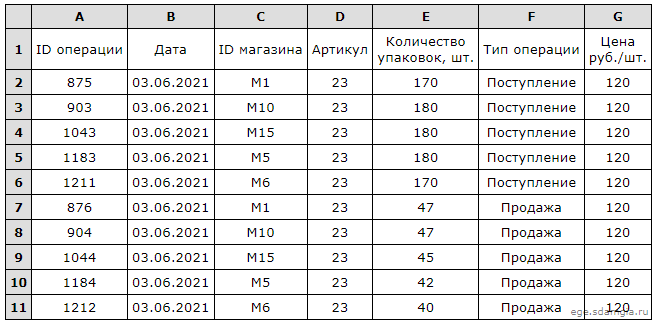 A B C D E F G
1 ID операции Дата ID магазина Артикул Количество упаковок, шт. Тип операции Цена руб./шт.
2 875 03.06.2021 M1 23 170 Поступление 120
3 903 03.06.2021 M10 23 180 Поступление 120
4 1043 03.06.2021 M15 23 180 Поступление 120
5 1183 03.06.2021 M5 23 180 Поступление 120
6 1211 03.06.2021 M6 23 170 Поступление 120
7 876 03.06.2021 M1 23 47 Продажа 120
8 904 03.06.2021 M10 23 47 Продажа 120
9 1044 03.06.2021 M15 23 45 Продажа 120
10 1184 03.06.2021 M5 23 42 Продажа 120
11 1212 03.06.2021 M6 23 40 Продажа 120
ege.sdamgia.ru